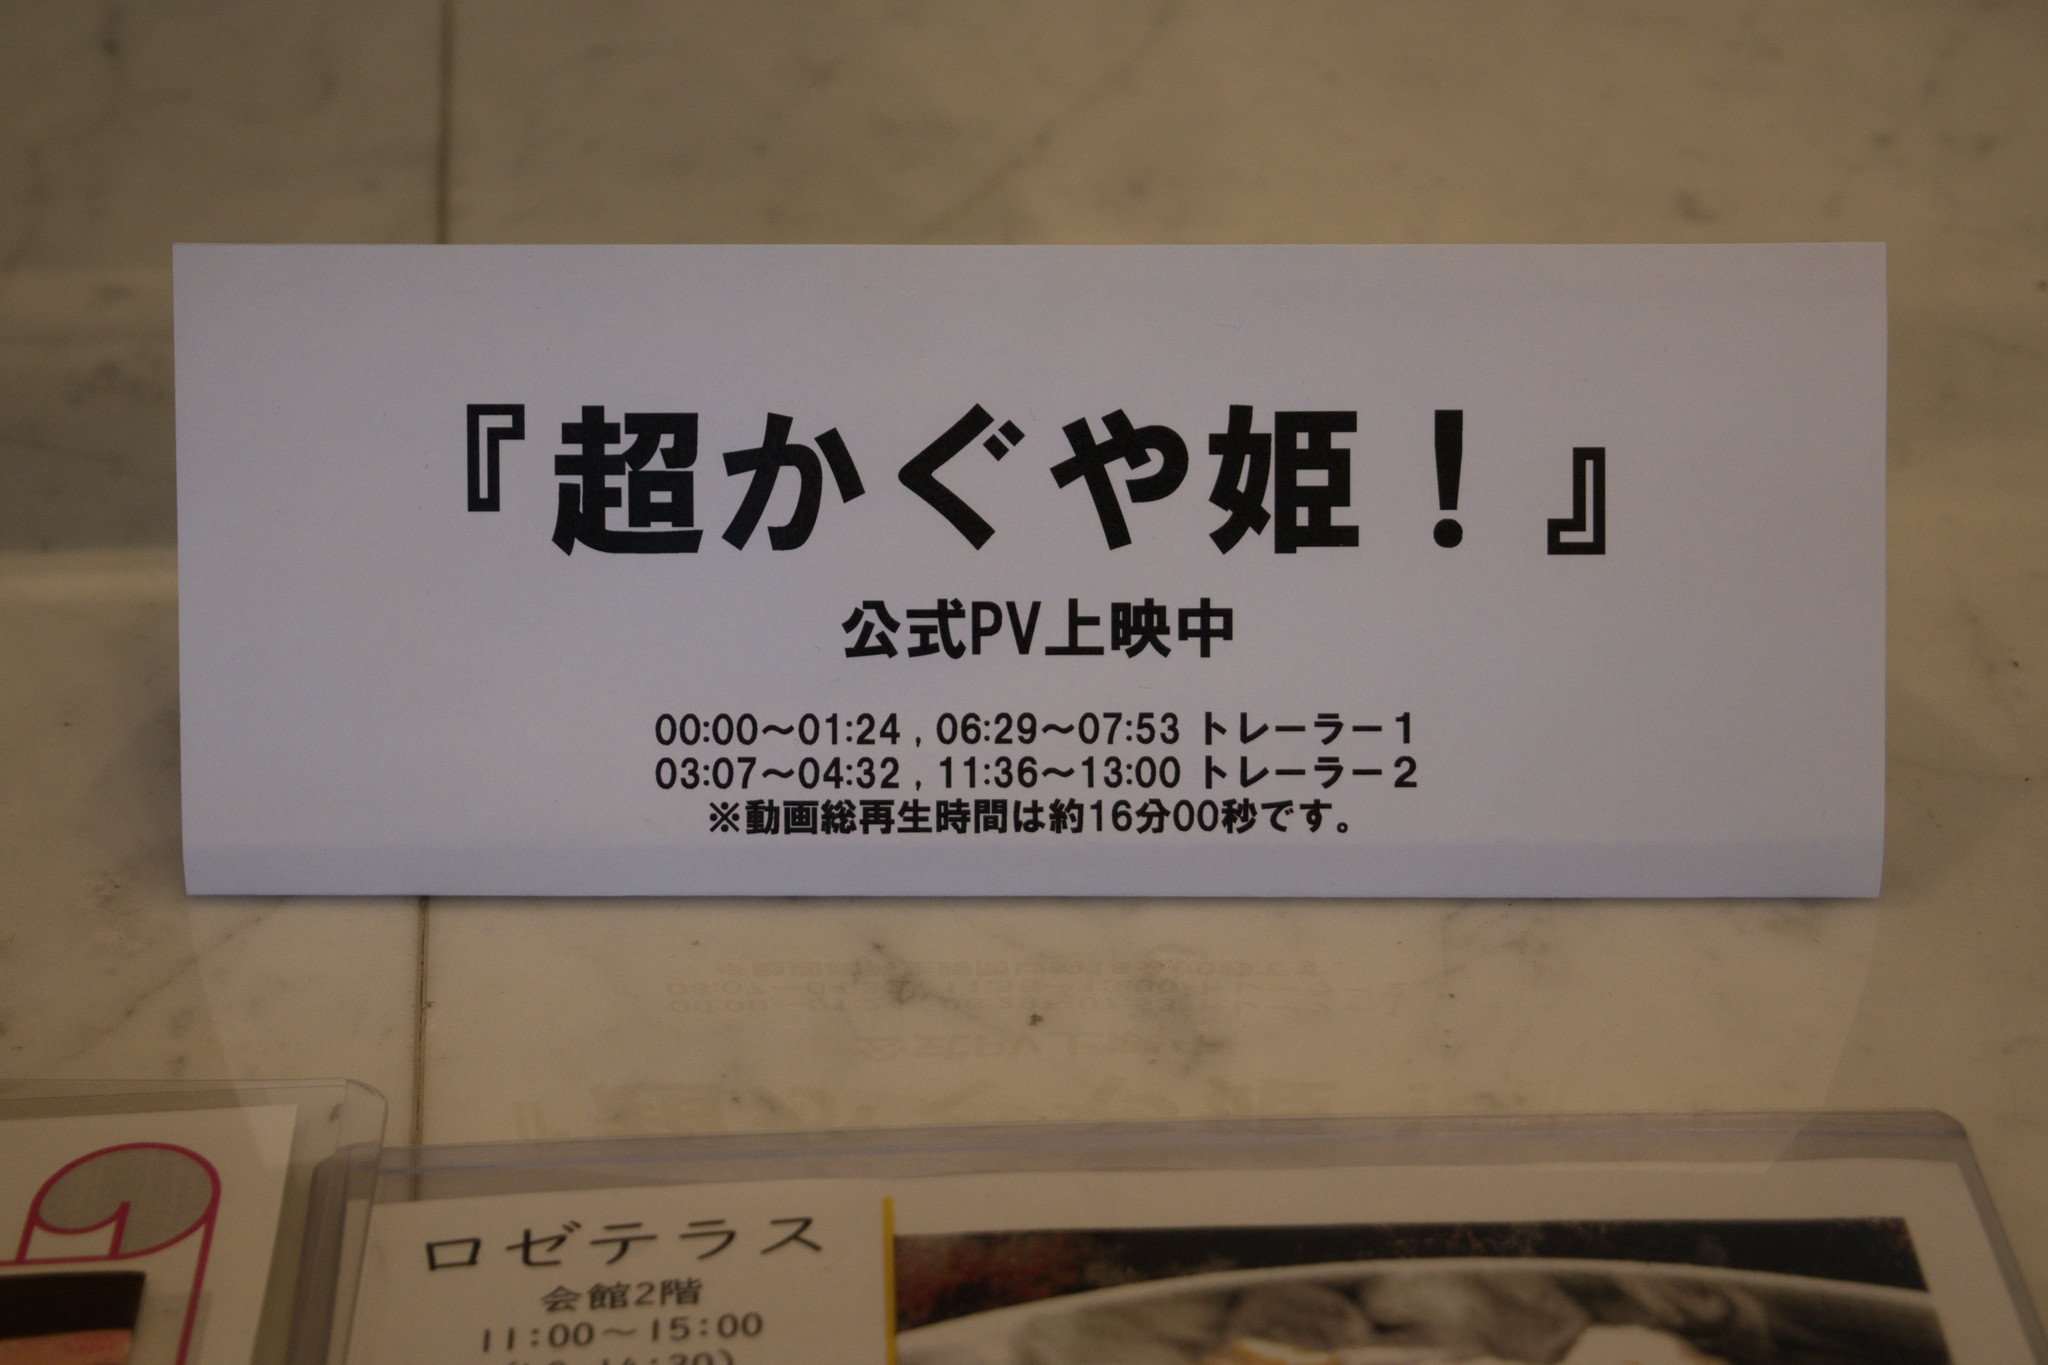 『超かぐや姫！』
公式PV上映中
00:00～01:24 , 06:29～07:53 トレーラー１
03:07～04:32 , 11:36～13:00 トレーラー２
※動画総再生時間は約16分00秒です。
ロゼテラス
会館2階
11:00～15:00